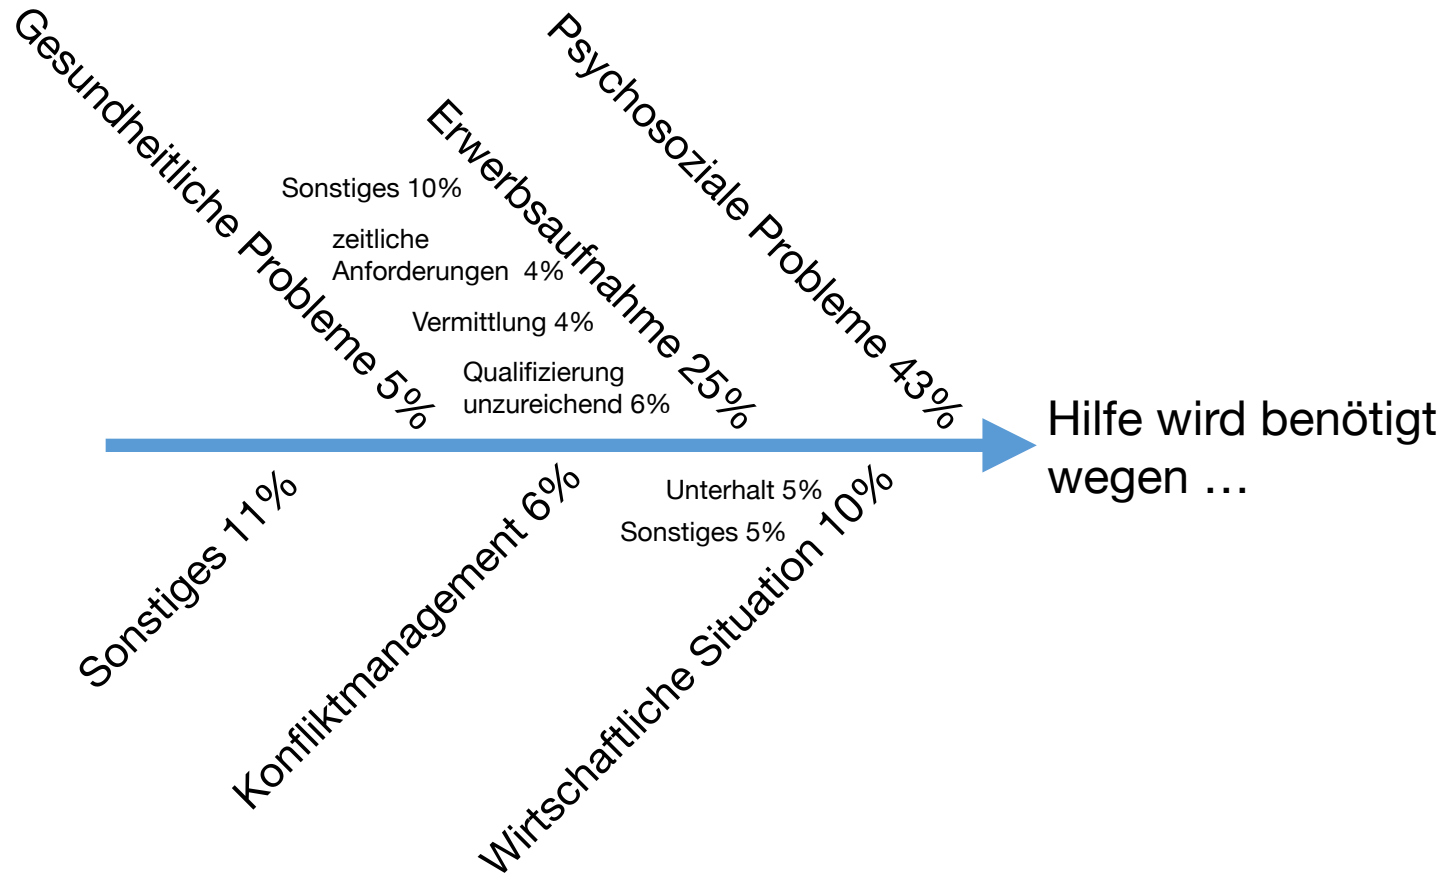 Gesundheitliche Probleme 5%
Sonstiges 10%
zeitliche
Anforderungen 4%
Vermittlung 4%
Qualifizierung
unzureichend 6%
Erwerbsaufnahme 25%
Psychosoziale Probleme 43%
Hilfe wird benötigt
wegen …
Sonstiges 11%
Konfliktmanagement 6%
Unterhalt 5%
Sonstiges 5%
Wirtschaftliche Situation 10%